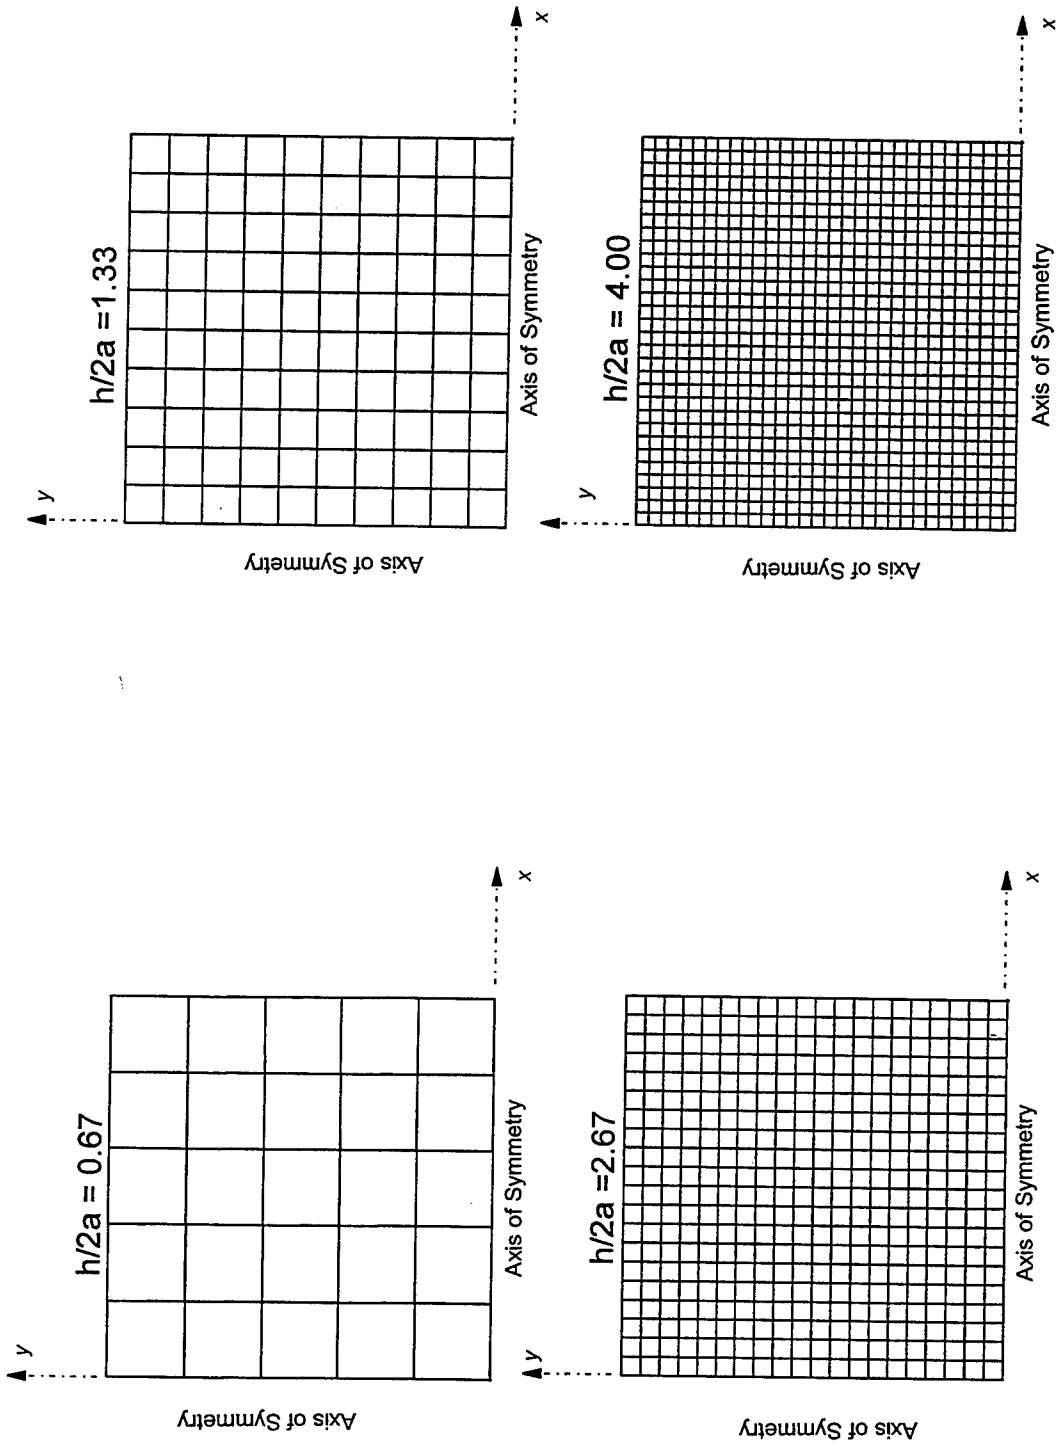 y
h/2a = 0.67
Axis of Symmetry
Axis of Symmetry
x
y
h/2a =1.33
Axis of Symmetry
Axis of Symmetry
x
y
h/2a =2.67
Axis of Symmetry
Axis of Symmetry
x
y
h/2a = 4.00
Axis of Symmetry
Axis of Symmetry
x